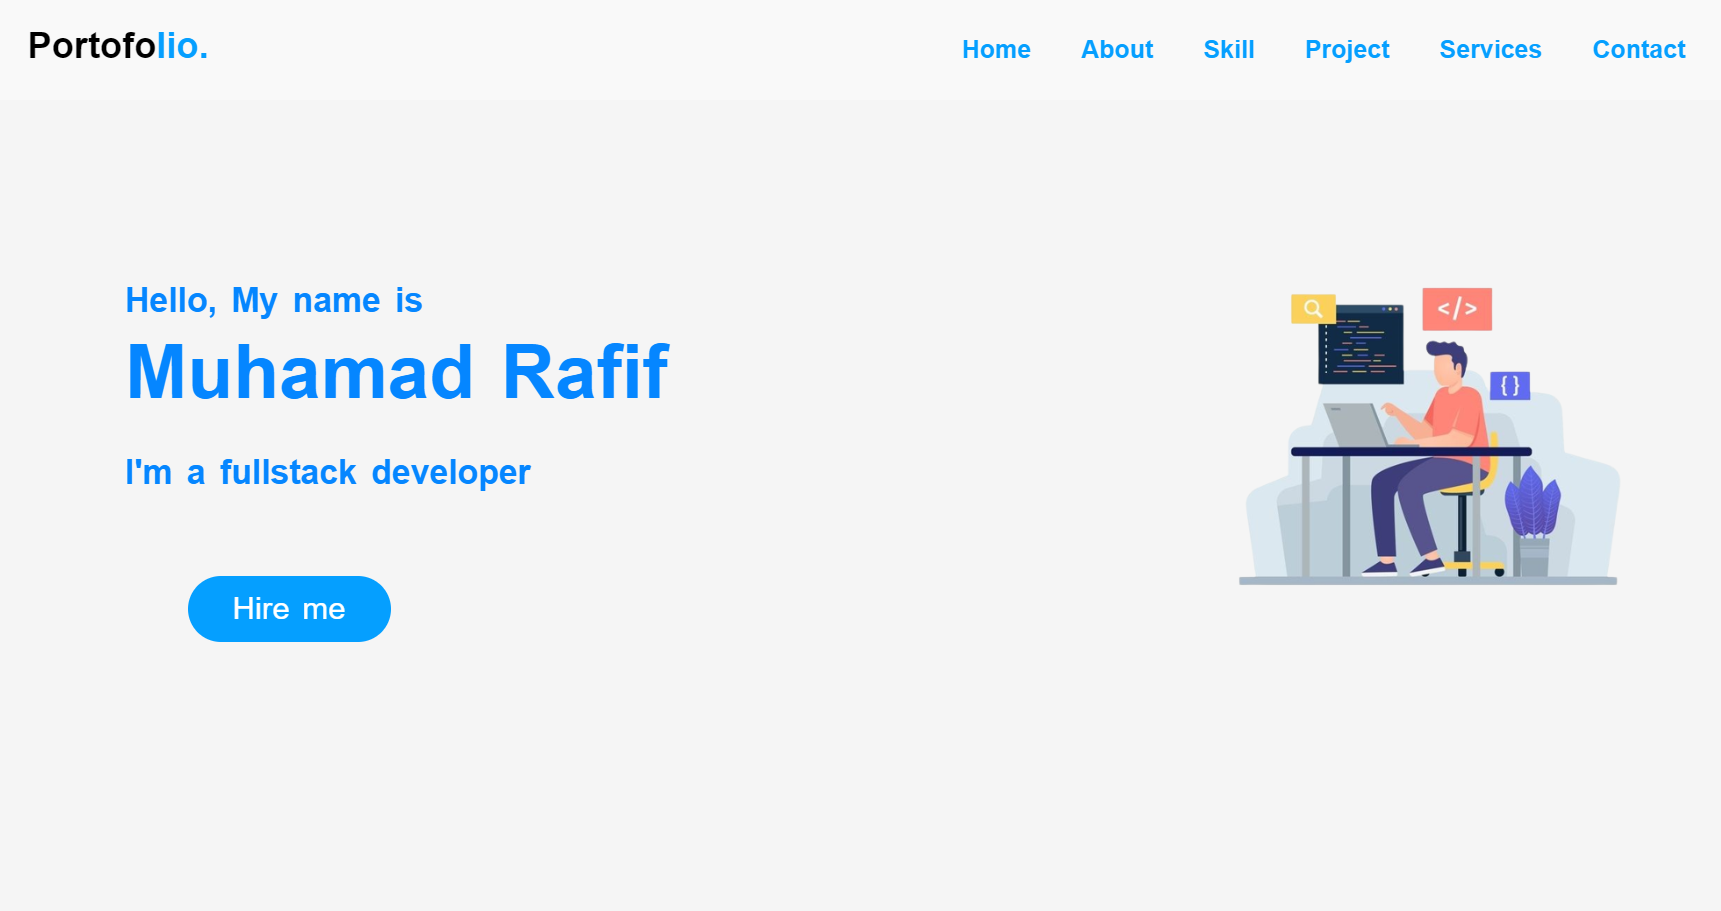 Portofolio.
Home About Skill Project Services Contact
Hello, My name is
Muhamad Rafif
I'm a fullstack developer
Hire me
</>
{ }